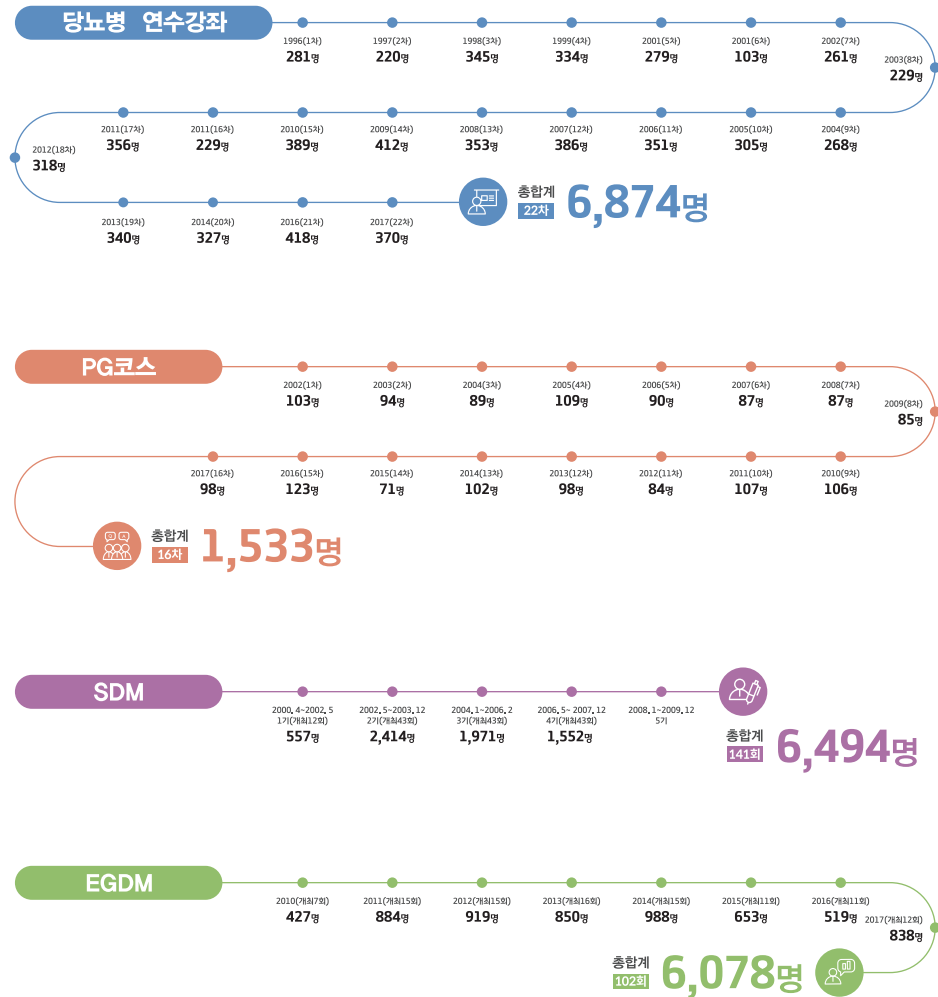 당뇨병 연수강좌
1996(1차)
281명
1997(2차)
220명
1998(3차)
345명
1999(4차)
334명
2001(5차)
279명
2001(6차)
103명
2002(7차)
261명
2003(8차)
229명
2004(9차)
268명
2005(10차)
305명
2006(11차)
351명
2007(12차)
386명
2008(13차)
353명
2009(14차)
412명
2010(15차)
389명
2011(16차)
229명
2011(17차)
356명
2012(18차)
318명
2013(19차)
340명
2014(20차)
327명
2016(21차)
418명
2017(22차)
370명
총합계
22차
6,874명
PG코스
2002(1차)
103명
2003(2차)
94명
2004(3차)
89명
2005(4차)
109명
2006(5차)
90명
2007(6차)
87명
2008(7차)
87명
2009(8차)
85명
2010(9차)
106명
2011(10차)
107명
2012(11차)
84명
2013(12차)
98명
2014(13차)
102명
2015(14차)
71명
2016(15차)
123명
2017(16차)
98명
총합계
16차
1,533명
SDM
2000. 4~2002. 5
1기(개최12회)
557명
2002. 5~2003. 12
2기(개최43회)
2,414명
2004. 1~2006. 2
3기(개최43회)
1,971명
2006. 5~ 2007. 12
4기(개최43회)
1,552명
2008. 1~2009. 12
5기
총합계
141회
6,494명
EGDM
2010(개최7회)
427명
2011(개최15회)
884명
2012(개최15회)
919명
2013(개최16회)
850명
2014(개최15회)
988명
2015(개최11회)
653명
2016(개최11회)
519명
2017(개최12회)
838명
총합계
102회
6,078명